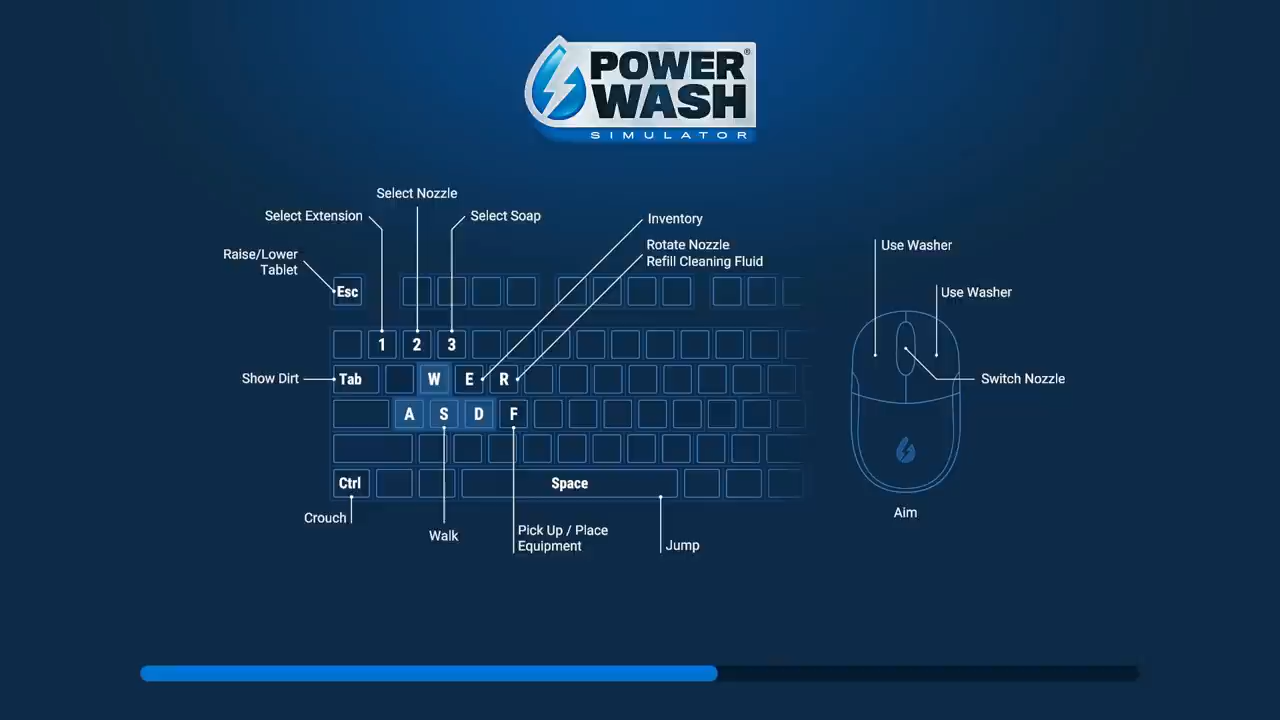 POWER®
WASH
SIMULATOR
Select Nozzle
Select Extension
Select Soap
Inventory
Raise/Lower
Tablet
Rotate Nozzle
Refill Cleaning Fluid
Use Washer
Use Washer
Esc
1 2 3
Show Dirt
Tab W E R
Switch Nozzle
A S D F
Ctrl Space
Crouch
Walk
Pick Up / Place
Equipment
Jump
Aim